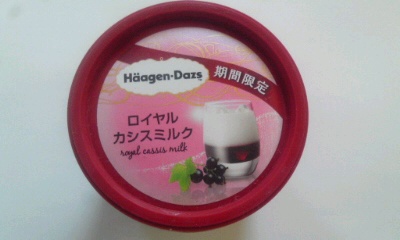 Häagen-Dazs
期間限定
ロイヤル
カシスミルク
royal cassis milk